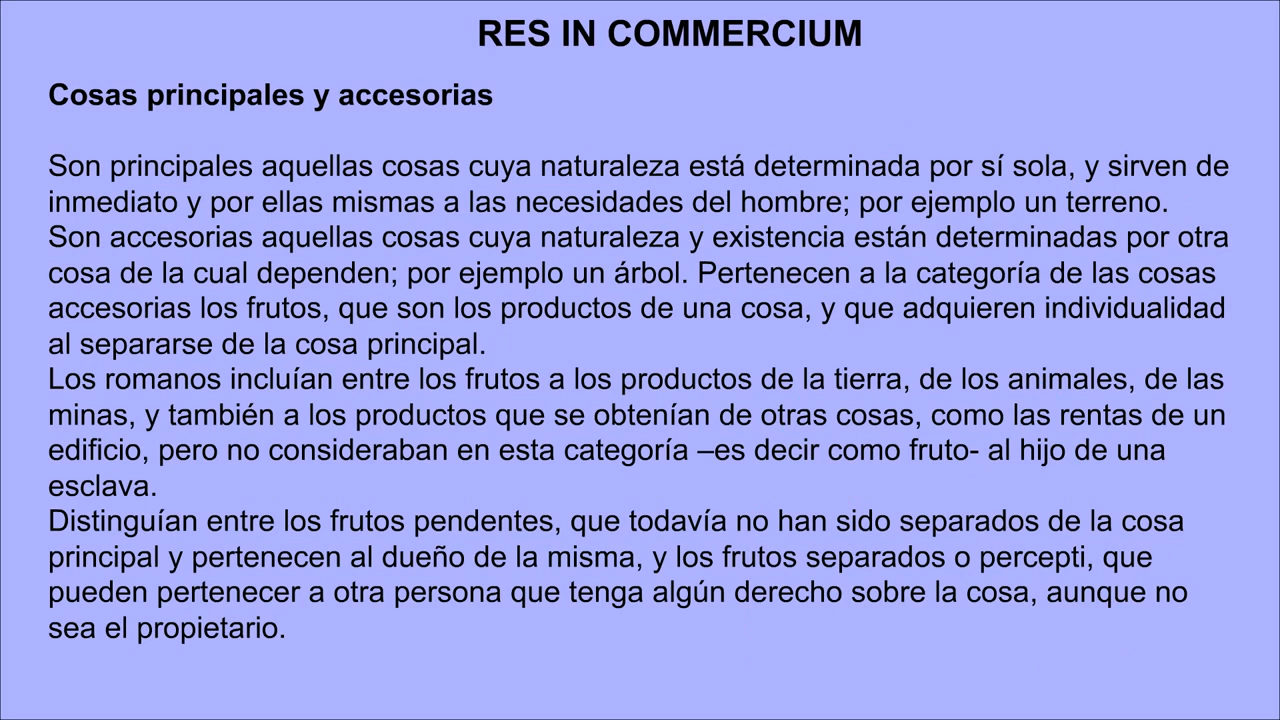 RES IN COMMERCIUM
Cosas principales y accesorias
Son principales aquellas cosas cuya naturaleza está determinada por sí sola, y sirven de
inmediato y por ellas mismas a las necesidades del hombre; por ejemplo un terreno.
Son accesorias aquellas cosas cuya naturaleza y existencia están determinadas por otra
cosa de la cual dependen; por ejemplo un árbol. Pertenecen a la categoría de las cosas
accesorias los frutos, que son los productos de una cosa, y que adquieren individualidad
al separarse de la cosa principal.
Los romanos incluían entre los frutos a los productos de la tierra, de los animales, de las
minas, y también a los productos que se obtenían de otras cosas, como las rentas de un
edificio, pero no consideraban en esta categoría –es decir como fruto- al hijo de una
esclava.
Distinguían entre los frutos pendentes, que todavía no han sido separados de la cosa
principal y pertenecen al dueño de la misma, y los frutos separados o percepti, que
pueden pertenecer a otra persona que tenga algún derecho sobre la cosa, aunque no
sea el propietario.